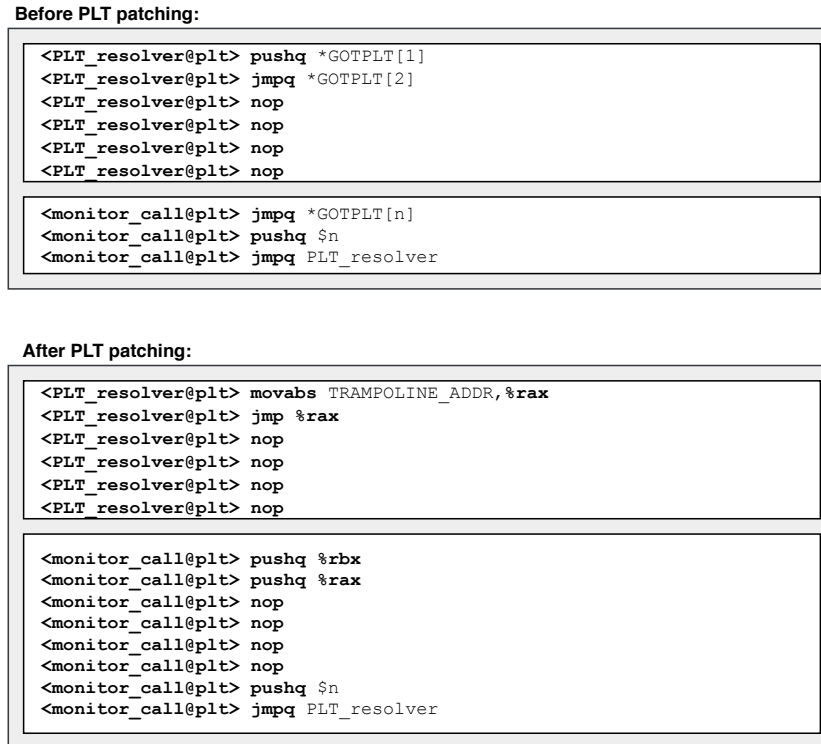 Before PLT patching:
<PLT_resolver@plt> pushq *GOTPLT[1]
<PLT_resolver@plt> jmpq *GOTPLT[2]
<PLT_resolver@plt> nop
<PLT_resolver@plt> nop
<PLT_resolver@plt> nop
<PLT_resolver@plt> nop
<monitor_call@plt> jmpq *GOTPLT[n]
<monitor_call@plt> pushq $n
<monitor_call@plt> jmpq PLT_resolver
After PLT patching:
<PLT_resolver@plt> movabs TRAMPOLINE_ADDR,%rax
<PLT_resolver@plt> jmp %rax
<PLT_resolver@plt> nop
<PLT_resolver@plt> nop
<PLT_resolver@plt> nop
<PLT_resolver@plt> nop
<monitor_call@plt> pushq %rbx
<monitor_call@plt> pushq %rax
<monitor_call@plt> nop
<monitor_call@plt> nop
<monitor_call@plt> nop
<monitor_call@plt> nop
<monitor_call@plt> pushq $n
<monitor_call@plt> jmpq PLT_resolver